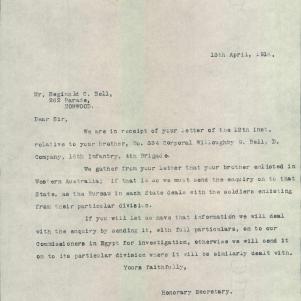 13th April, 1916.
Mr. Reginald C. Bell,
262 Parade,
NORWOOD.
Dear Sir,
We are in receipt of your letter of the 12th inst.
relative to your brother, No. 334 Corporal Willoughby G. Bell, D.
Company, 16th Infantry, 4th Brigade.
We gather from your letter that your brother enlisted in
Western Australia; if that is so we must send the enquiry on to that
State, as the Bureau in each State deals with the soldiers enlisting
from their particular division.
If you will let us have that information we will deal
with the enquiry by sending it, with full particulars, on to our
Commissioners in Egypt for investigation, otherwise we will send it
on to its particular division where it will be similarly dealt with.
Yours faithfully,
Honorary Secretary.